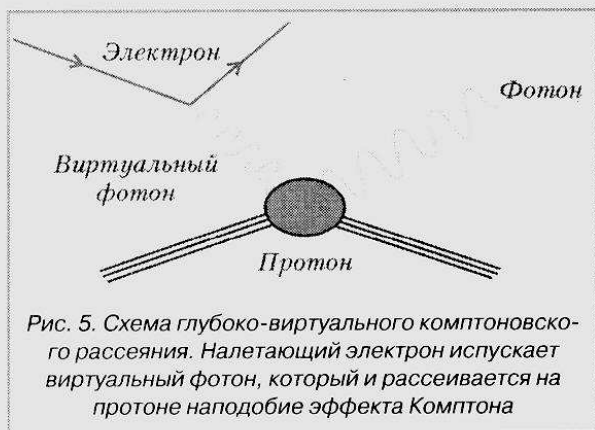 Электрон
Фотон
Виртуальный
фотон
Протон
Рис. 5. Схема глубоко-виртуального комптоновско-
го рассеяния. Налетающий электрон испускает
виртуальный фотон, который и рассеивается на
протоне наподобие эффекта Комптона